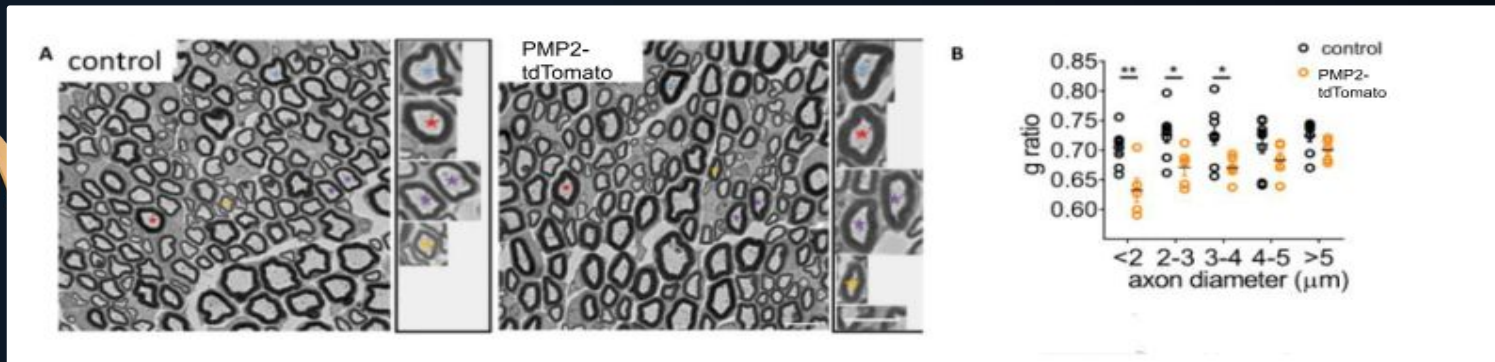 A control
PMP2-
tdTomato
B
control
PMP2-
tdTomato
g ratio
0.85
0.80
0.75
0.70
0.65
0.60
** * *
<2 2-3 3-4 4-5 >5
axon diameter (μm)